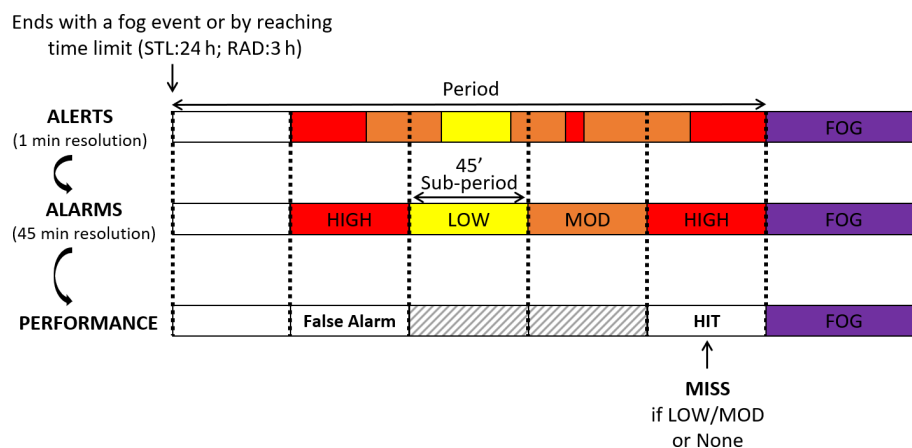 Ends with a fog event or by reaching
time limit (STL:24 h; RAD:3 h)
Period
ALERTS
(1 min resolution)
FOG
45’
Sub-period
ALARMS
(45 min resolution)
HIGH
LOW
MOD
HIGH
FOG
PERFORMANCE
False Alarm
HIT
FOG
MISS
if LOW/MOD
or None